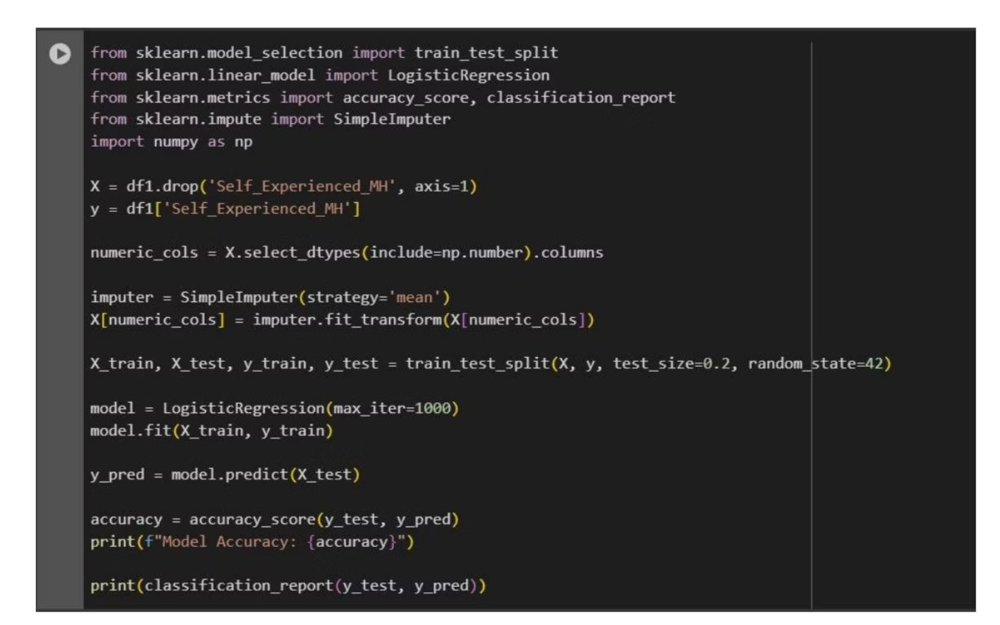 from sklearn.model_selection import train_test_split
from sklearn.linear_model import LogisticRegression
from sklearn.metrics import accuracy_score, classification_report
from sklearn.impute import SimpleImputer
import numpy as np
X = df1.drop('Self_Experienced_MH', axis=1)
y = df1['Self_Experienced_MH']
numeric_cols = X.select_dtypes(include=np.number).columns
imputer = SimpleImputer(strategy='mean')
X[numeric_cols] = imputer.fit_transform(X[numeric_cols])
X_train, X_test, y_train, y_test = train_test_split(X, y, test_size=0.2, random_state=42)
model = LogisticRegression(max_iter=1000)
model.fit(X_train, y_train)
y_pred = model.predict(X_test)
accuracy = accuracy_score(y_test, y_pred)
print(f"Model Accuracy: {accuracy}")
print(classification_report(y_test, y_pred))